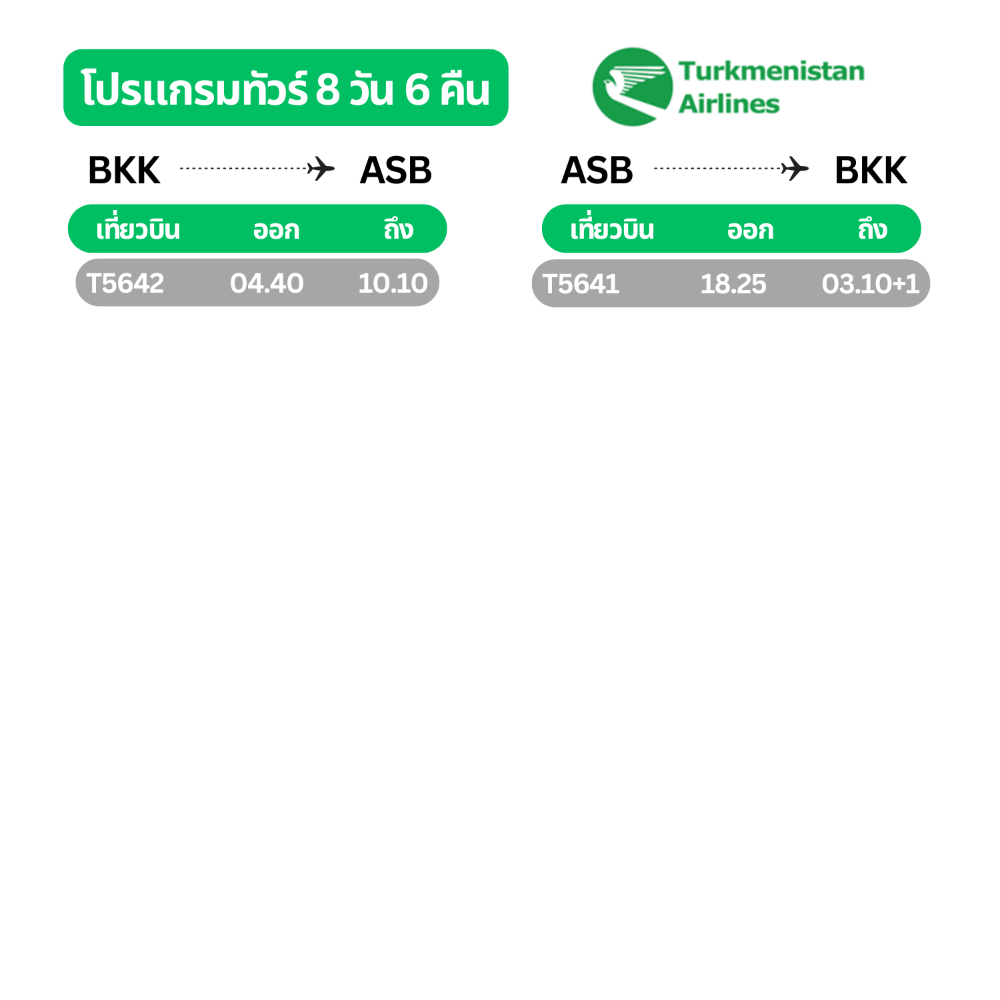 โปรแกรมทัวร์ 8 วัน 6 คืน
Turkmenistan
Airlines
BKK ASB
เที่ยวบิน ออก ถึง
T5642 04.40 10.10
ASB BKK
เที่ยวบิน ออก ถึง
T5641 18.25 03.10+1